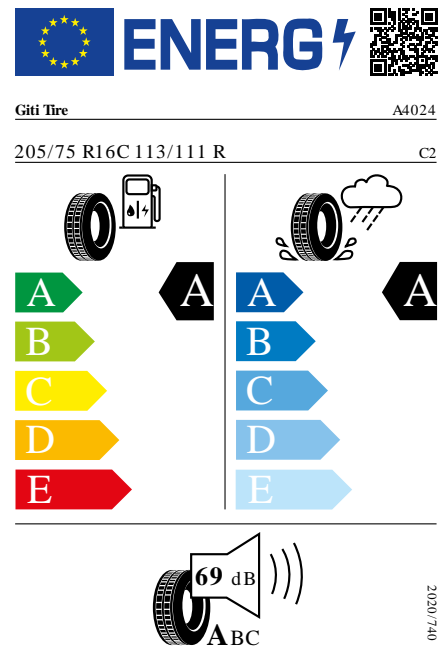 ENERG
Giti Tire A4024
205/75 R16C 113/111 R C2
A A
B
C
D
E
A A
B
C
D
E
69 dB
ABC
2020/740